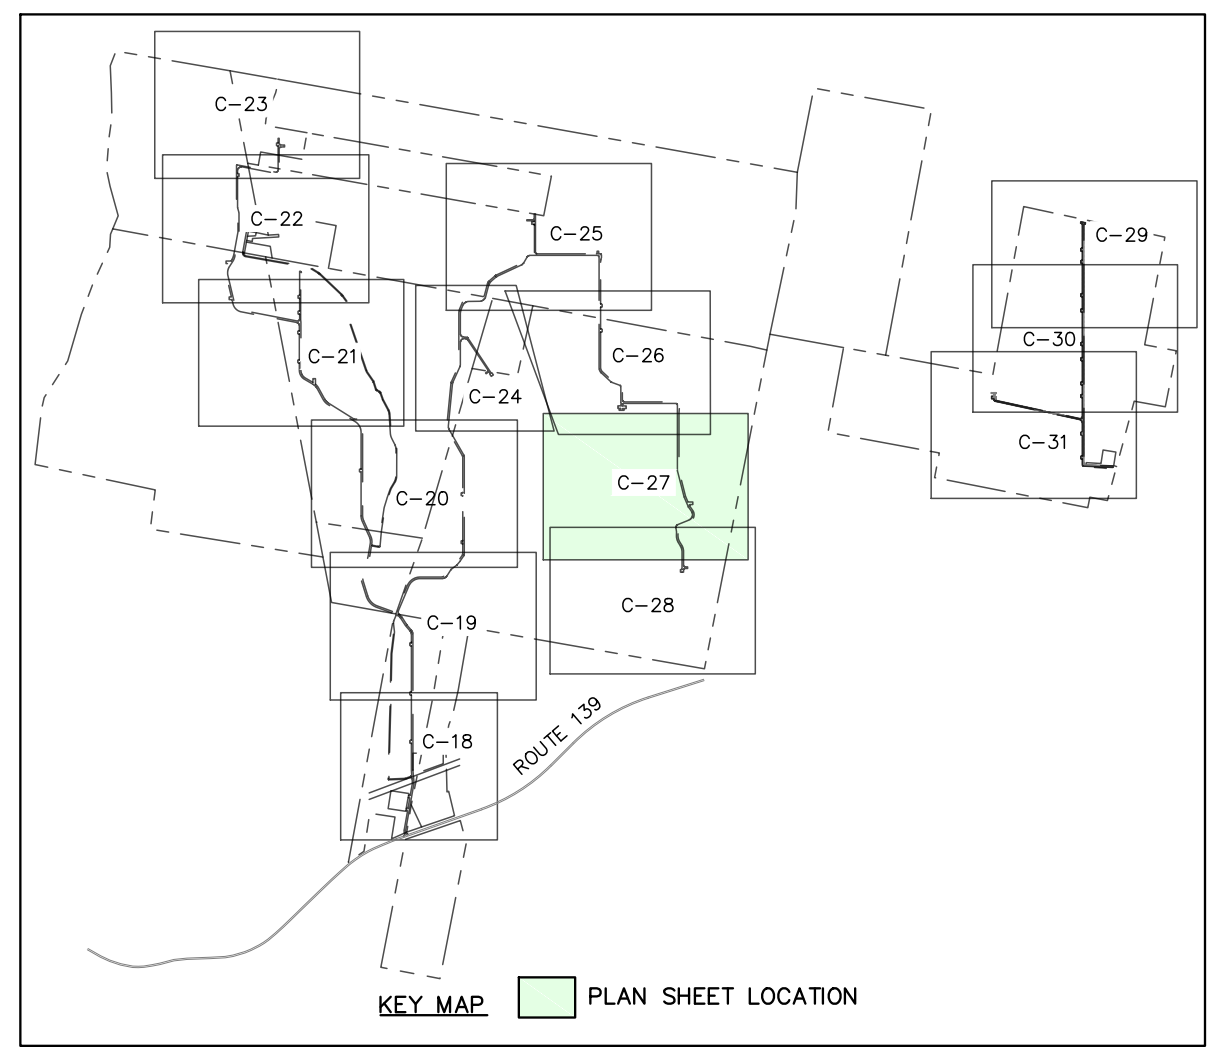 C-23
C-22
C-25
C-29
C-30
C-21
C-26
C-24
C-31
C-27
C-20
C-28
C-19
ROUTE 139
C-18
KEY MAP
PLAN SHEET LOCATION